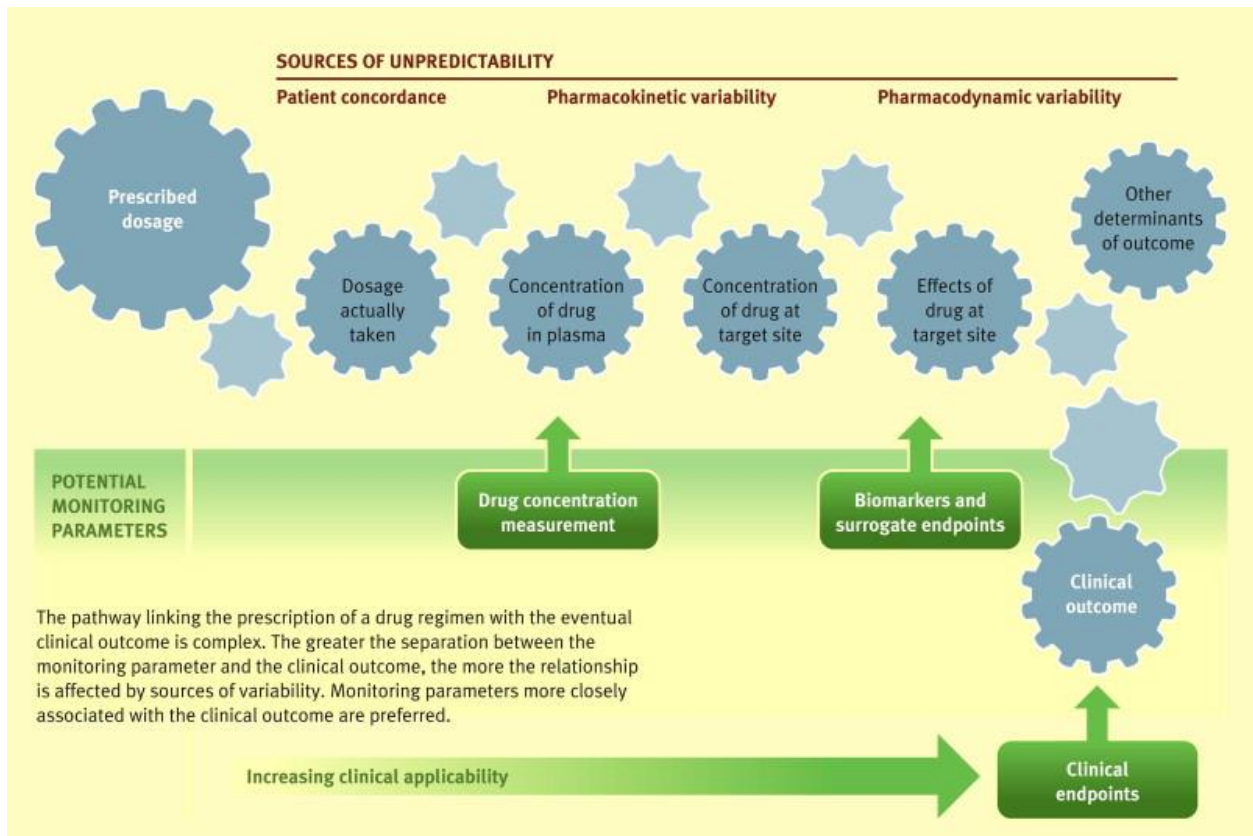 SOURCES OF UNPREDICTABILITY
Patient concordance
Pharmacokinetic variability
Pharmacodynamic variability
Prescribed
dosage
Dosage
actually
taken
Concentration
of drug
in plasma
Concentration
of drug at
target site
Effects of
drug at
target site
Other
determinants
of outcome
POTENTIAL
MONITORING
PARAMETERS
Drug concentration
measurement
Biomarkers and
surrogate endpoints
Clinical
outcome
The pathway linking the prescription of a drug regimen with the eventual
clinical outcome is complex. The greater the separation between the
monitoring parameter and the clinical outcome, the more the relationship
is affected by sources of variability. Monitoring parameters more closely
associated with the clinical outcome are preferred.
Increasing clinical applicability
Clinical
endpoints